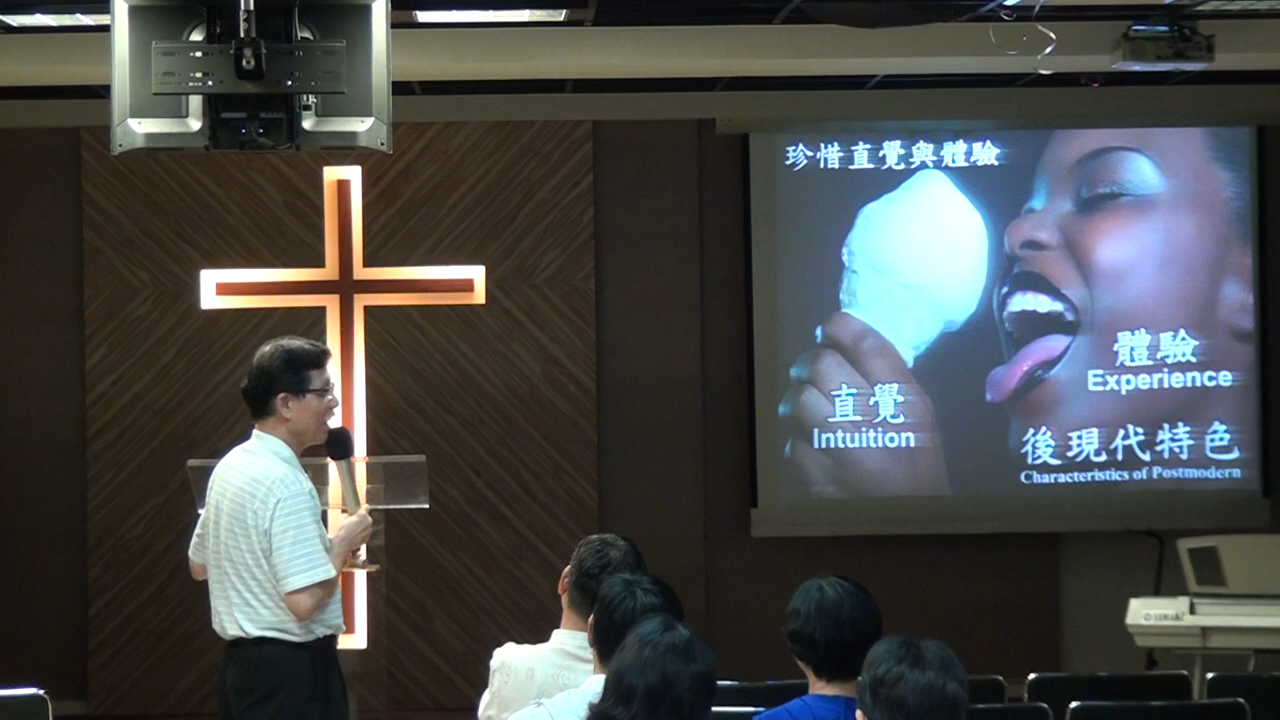 珍惜直覺與體驗
體驗
Experience
直覺
Intuition
後現代特色
Characteristics of Postmodern
YAMAHA